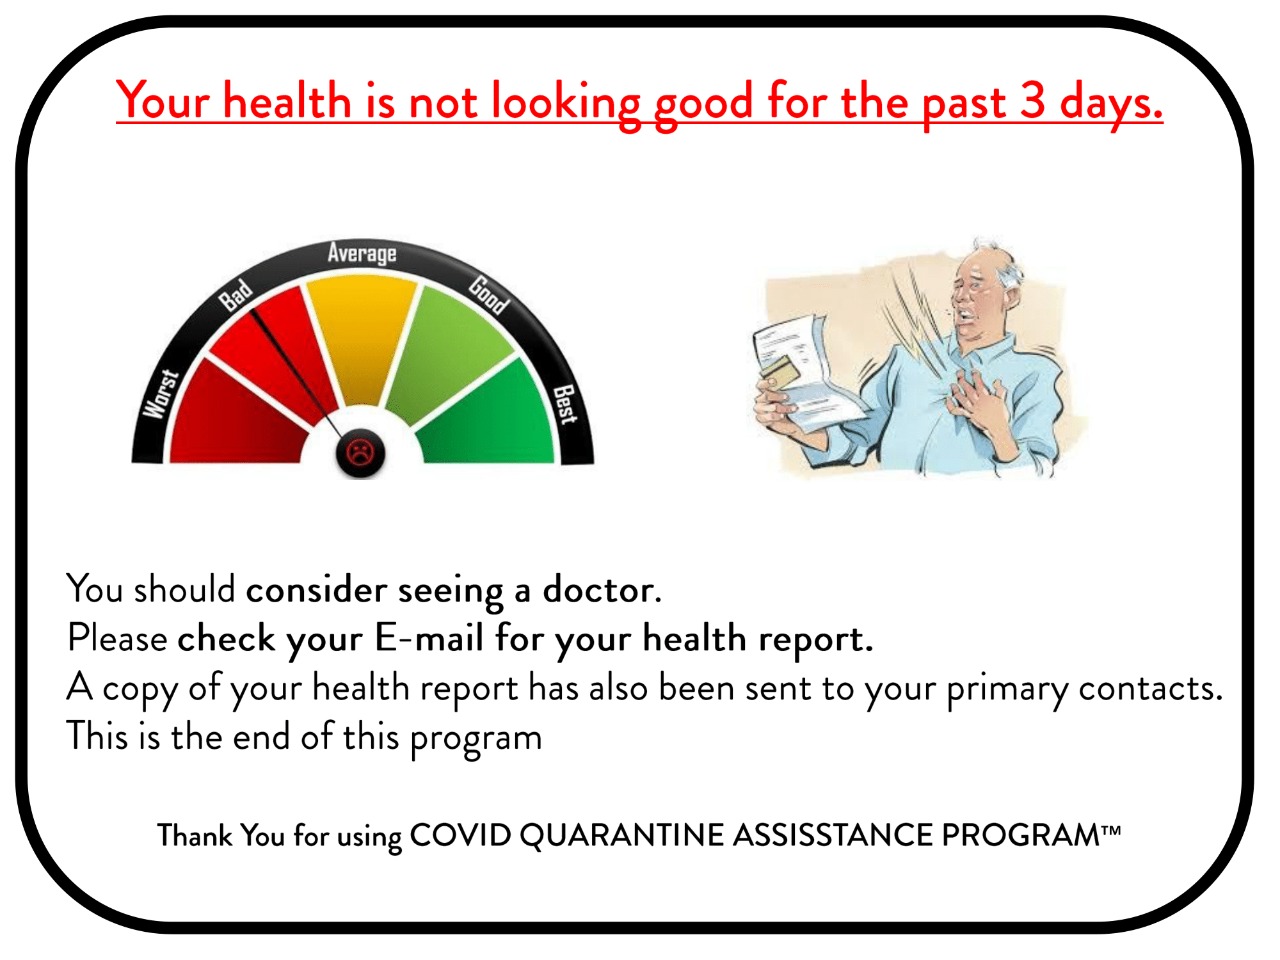 Your health is not looking good for the past 3 days.
Average
Bad
Good
Worst
Best
You should consider seeing a doctor.
Please check your E-mail for your health report.
A copy of your health report has also been sent to your primary contacts.
This is the end of this program
Thank You for using COVID QUARANTINE ASSISSTANCE PROGRAM™